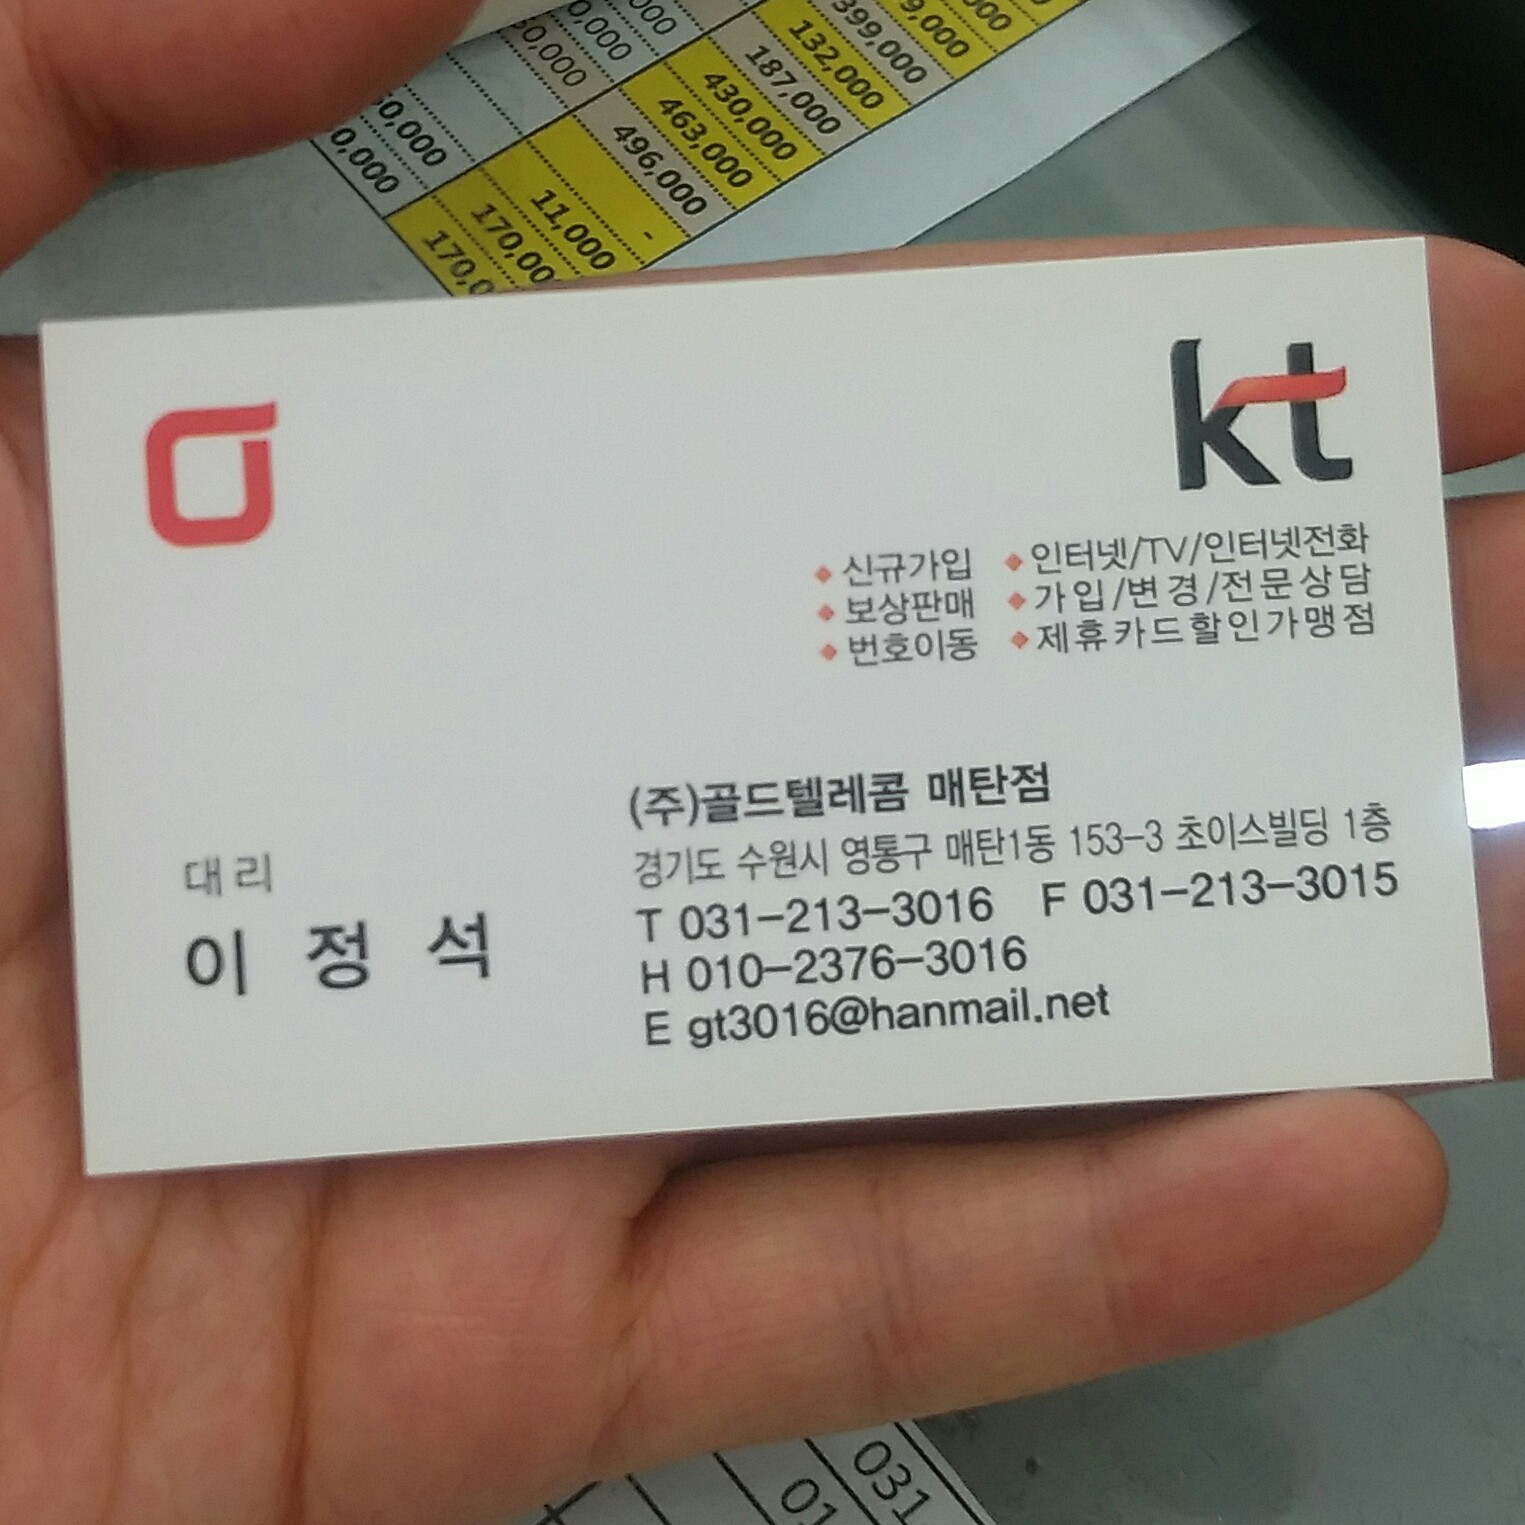 399,000
132,000
187,000
430,000
463,000
496,000
-
11,000
kt
신규가입
보상판매
번호이동
인터넷/TV/인터넷전화
가입/변경/전문상담
제휴카드할인가맹점
(주)골드텔레콤 매탄점
경기도 수원시 영통구 매탄1동 153-3 초이스빌딩 1층
대리
이 정 석
T 031-213-3016 F 031-213-3015
H 010-2376-3016
E gt3016@hanmail.net
031
01